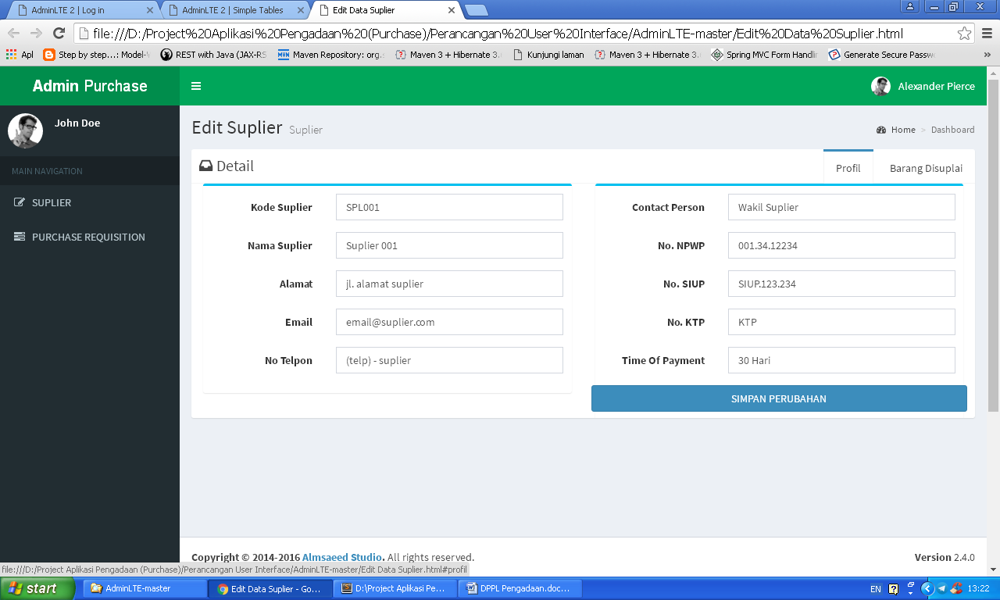 AdminLTE 2 | Log in
AdminLTE 2 | Simple Tables
Edit Data Suplier
file:///D:/Project%20Aplikasi%20Pengadaan%20(Purchase)/Perancangan%20User%20Interface/AdminLTE-master/Edit%20Data%20Suplier.html
Apl
Step by step...: Model-
REST with Java (JAX-RS
Maven Repository: org.
Maven 3 + Hibernate 3.
Kunjungi laman
Maven 3 + Hibernate 3.
Spring MVC Form Handli
Generate Secure Passw
»
Admin Purchase
Alexander Pierce
John Doe
MAIN NAVIGATION
SUPLIER
PURCHASE REQUISITION
Edit Suplier Suplier
Home > Dashboard
Detail
Profil
Barang Disuplai
Kode Suplier SPL001
Nama Suplier Suplier 001
Alamat jl. alamat suplier
Email email@suplier.com
No Telpon (telp) - suplier
Contact Person Wakil Suplier
No. NPWP 001.34.12234
No. SIUP SIUP.123.234
No. KTP KTP
Time Of Payment 30 Hari
SIMPAN PERUBAHAN
Copyright © 2014-2016 Almsaeed Studio. All rights reserved.
Version 2.4.0
file:///D:/Project Aplikasi Pengadaan (Purchase)/Perancangan User Interface/AdminLTE-master/Edit Data Suplier.html#profil
start
AdminLTE-master
Edit Data Suplier - Go...
D:\Project Aplikasi Pe...
DPPL Pengadaan.doc...
EN
13:22